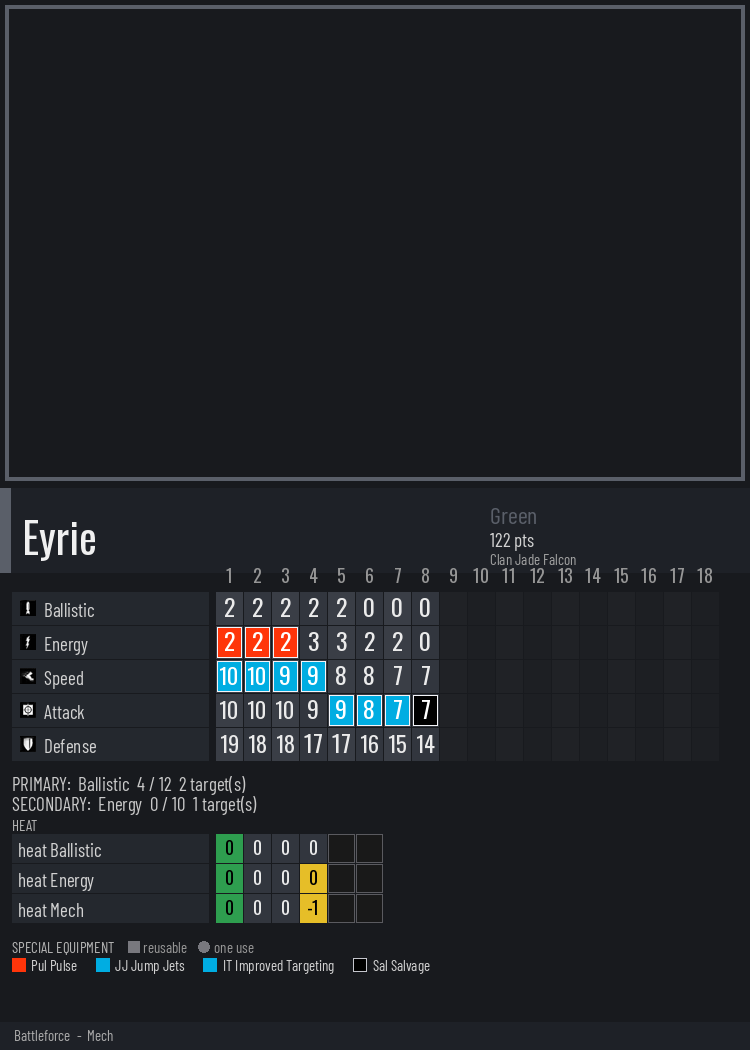 Eyrie
Green
122 pts
Clan Jade Falcon
1 2 3 4 5 6 7 8 9 10 11 12 13 14 15 16 17 18
Ballistic 2 2 2 2 2 0 0 0
Energy 2 2 2 3 3 2 2 0
Speed 10 10 9 9 8 8 7 7
Attack 10 10 10 9 9 8 7 7
Defense 19 18 18 17 17 16 15 14
PRIMARY: Ballistic 4 / 12 2 target(s)
SECONDARY: Energy 0 / 10 1 target(s)
HEAT
heat Ballistic 0 0 0 0
heat Energy 0 0 0 0
heat Mech 0 0 0 -1
SPECIAL EQUIPMENT reusable one use
Pul Pulse JJ Jump Jets IT Improved Targeting Sal Salvage
Battleforce - Mech